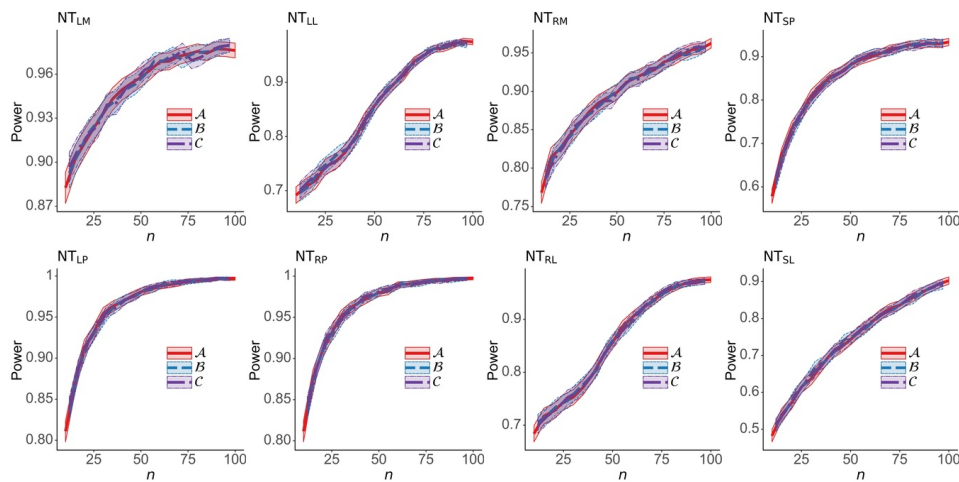 NT_LM
Power
0.96
0.93
0.90
0.87
25 50 75 100
n
A
B
C
NT_LL
Power
0.9
0.8
0.7
25 50 75 100
n
A
B
C
NT_RM
Power
0.95
0.90
0.85
0.80
0.75
25 50 75 100
n
A
B
C
NT_SP
Power
0.9
0.8
0.7
0.6
25 50 75 100
n
A
B
C
NT_LP
Power
1
0.95
0.90
0.85
0.80
25 50 75 100
n
A
B
C
NT_RP
Power
1
0.95
0.90
0.85
0.80
25 50 75 100
n
A
B
C
NT_RL
Power
0.9
0.8
0.7
25 50 75 100
n
A
B
C
NT_SL
Power
0.9
0.8
0.7
0.6
0.5
25 50 75 100
n
A
B
C